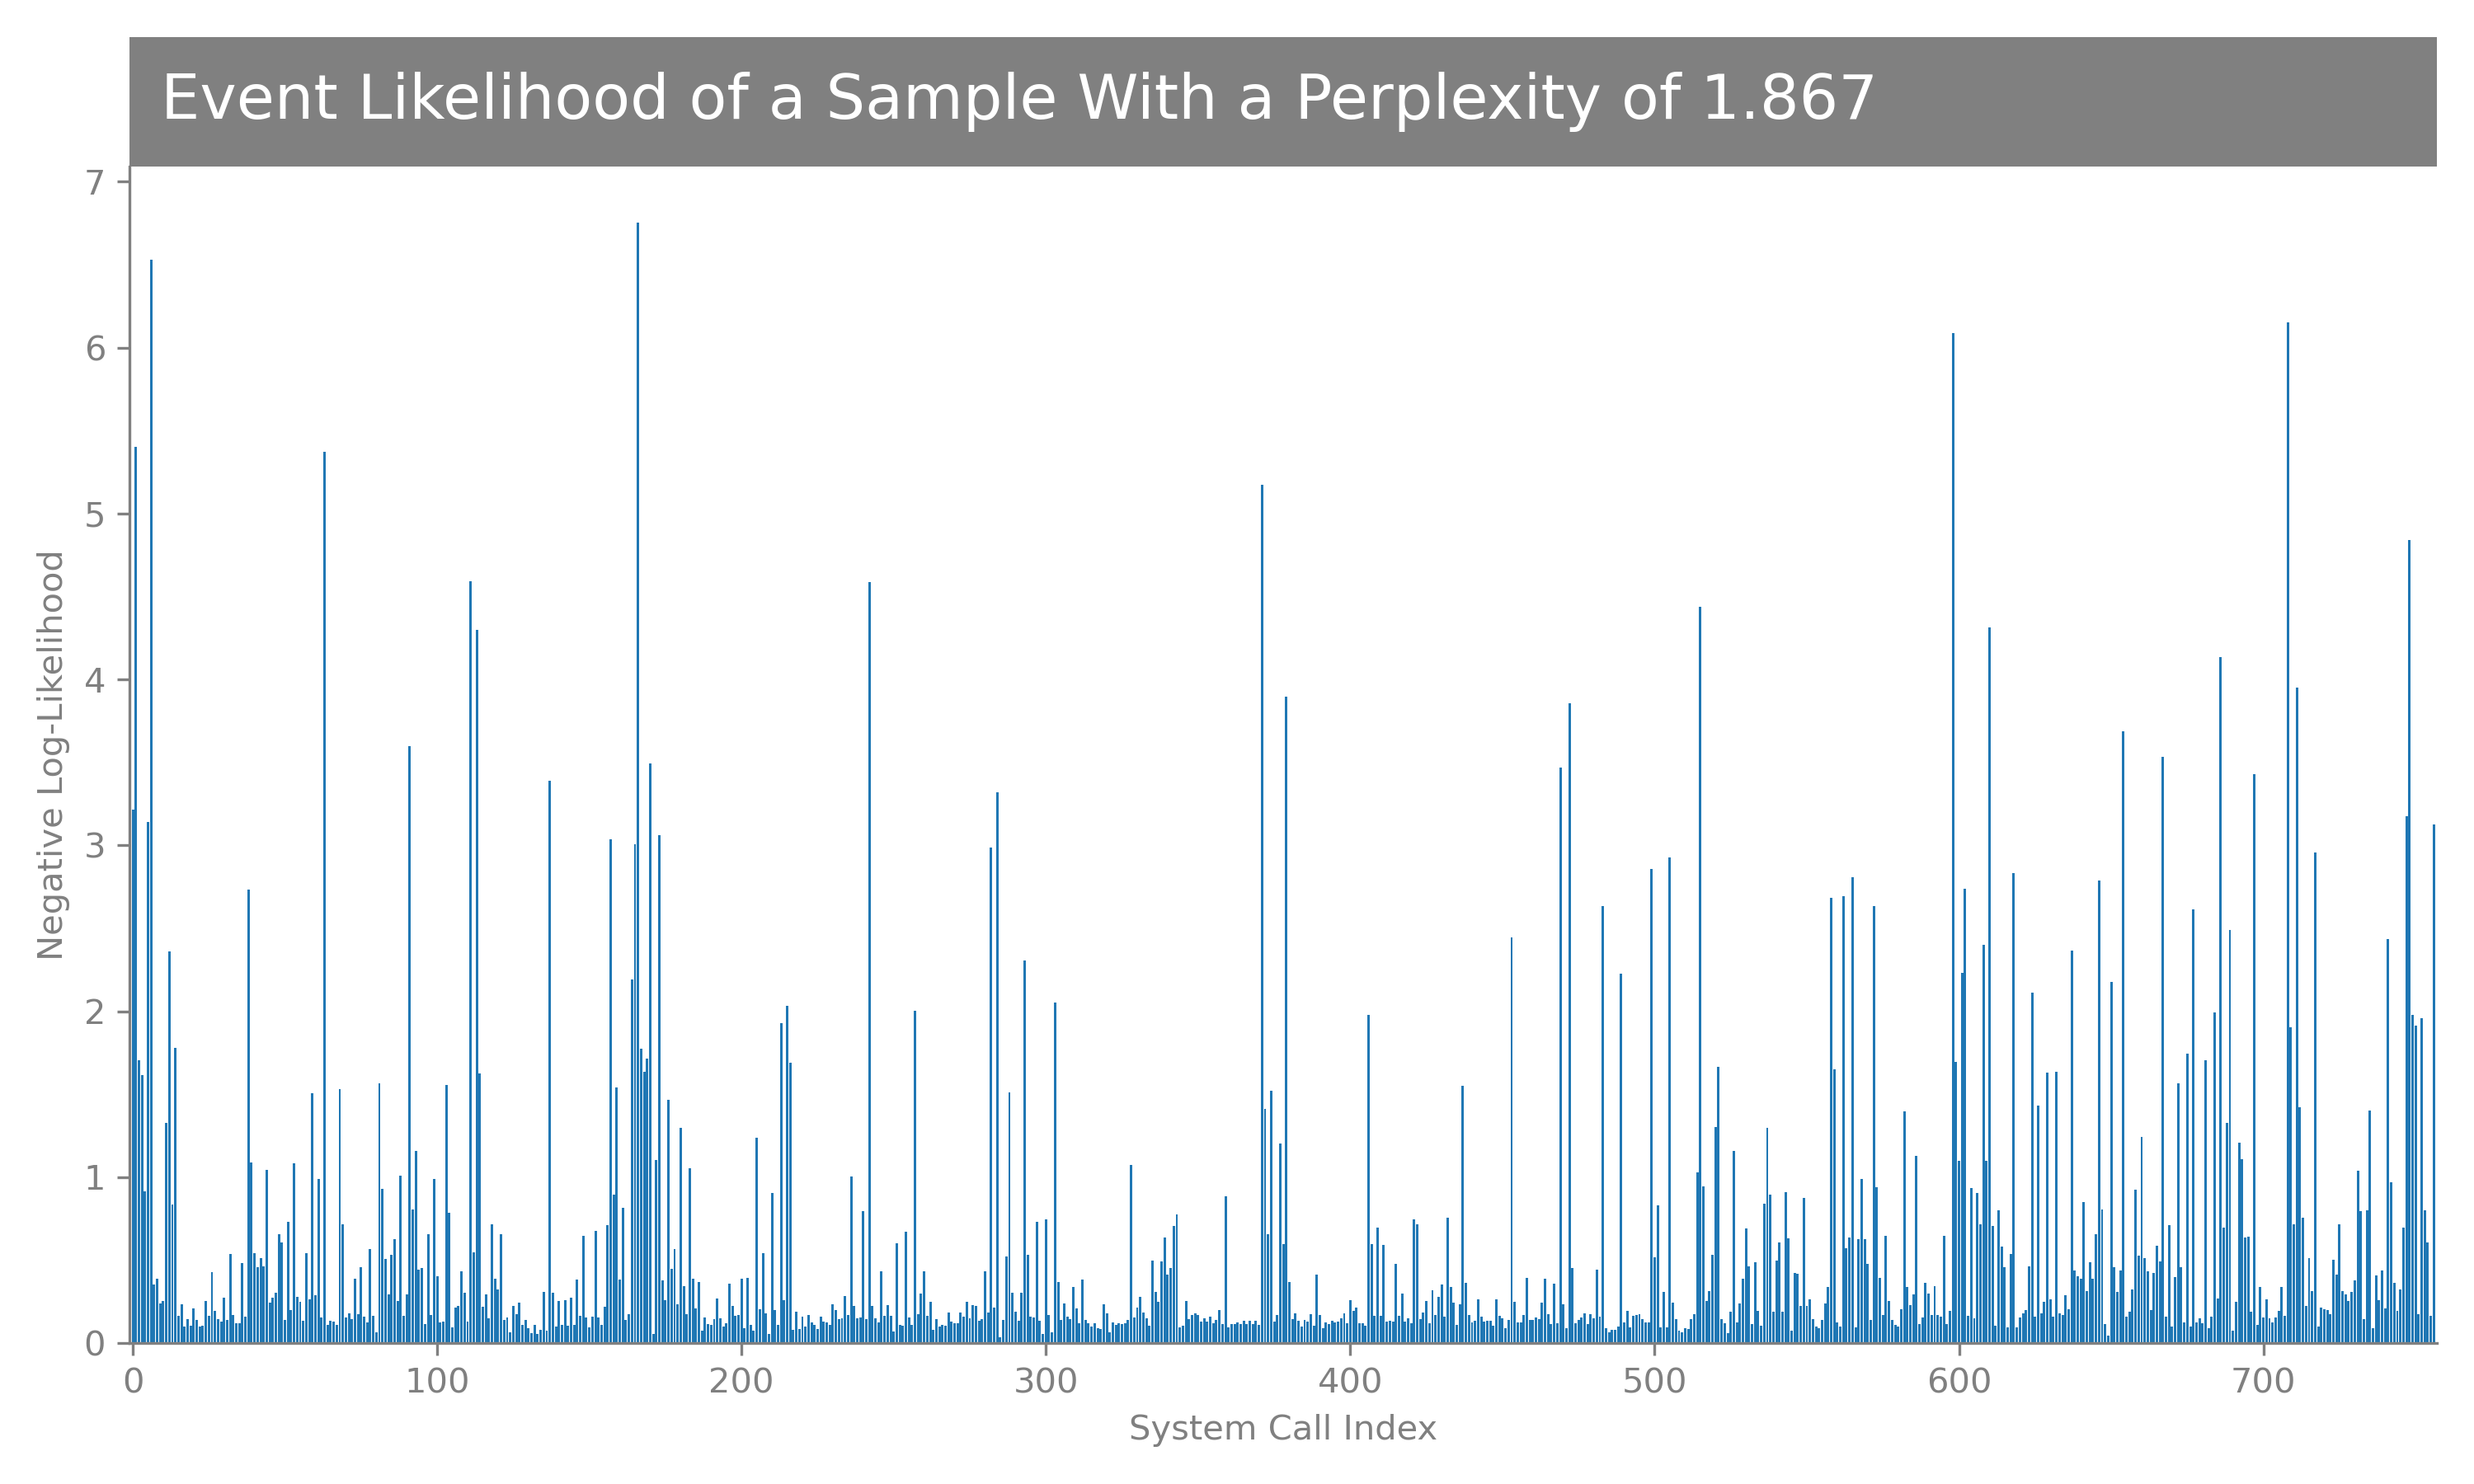 Event Likelihood of a Sample With a Perplexity of 1.867
7
6
5
4
3
2
1
0
Negative Log-Likelihood
0 100 200 300 400 500 600 700
System Call Index